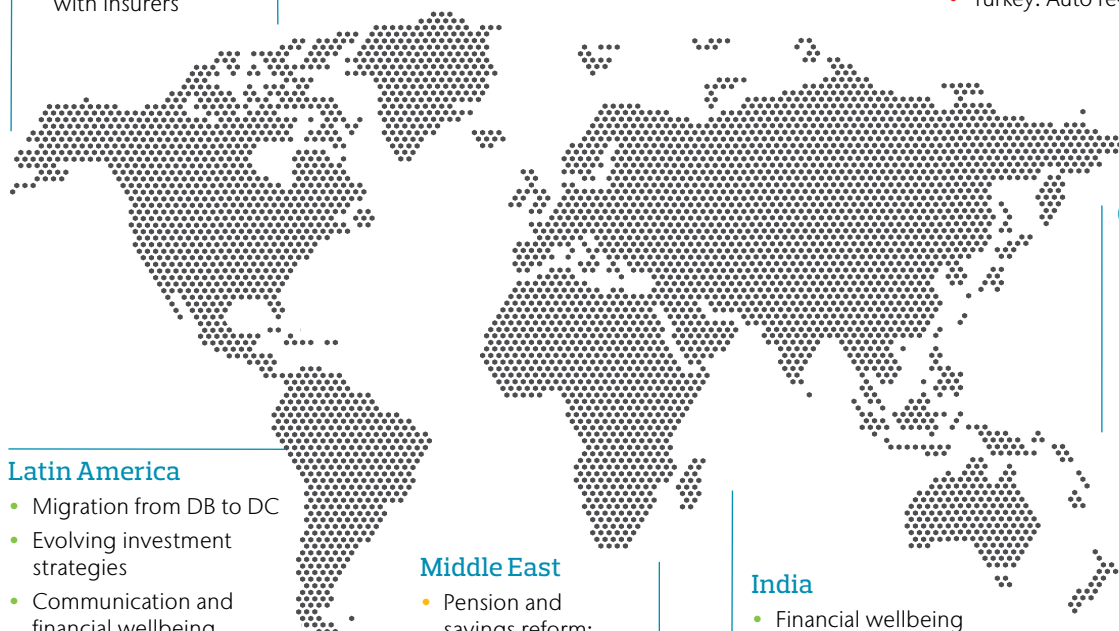 with insurers
Turkey: Auto
Latin America
• Migration from DB to DC
• Evolving investment
strategies
• Communication and
financial wellbeing
Middle East
• Pension and
savings reform:
India
• Financial wellbeing